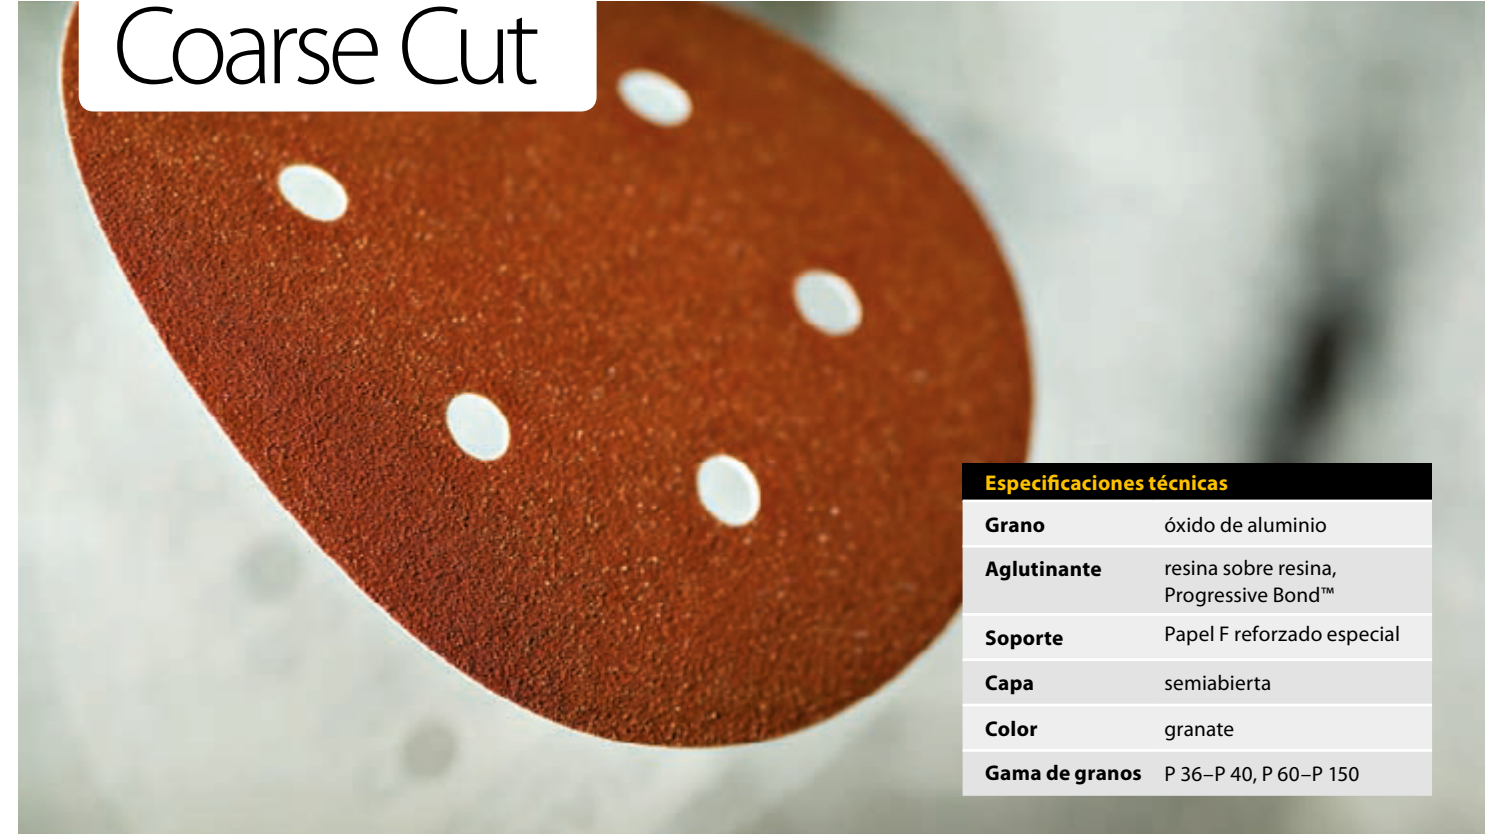 Coarse Cut
Especificaciones técnicas
Grano óxido de aluminio
Aglutinante resina sobre resina,
Progressive Bond™
Soporte Papel F reforzado especial
Capa semiabierta
Color granate
Gama de granos P 36–P 40, P 60–P 150